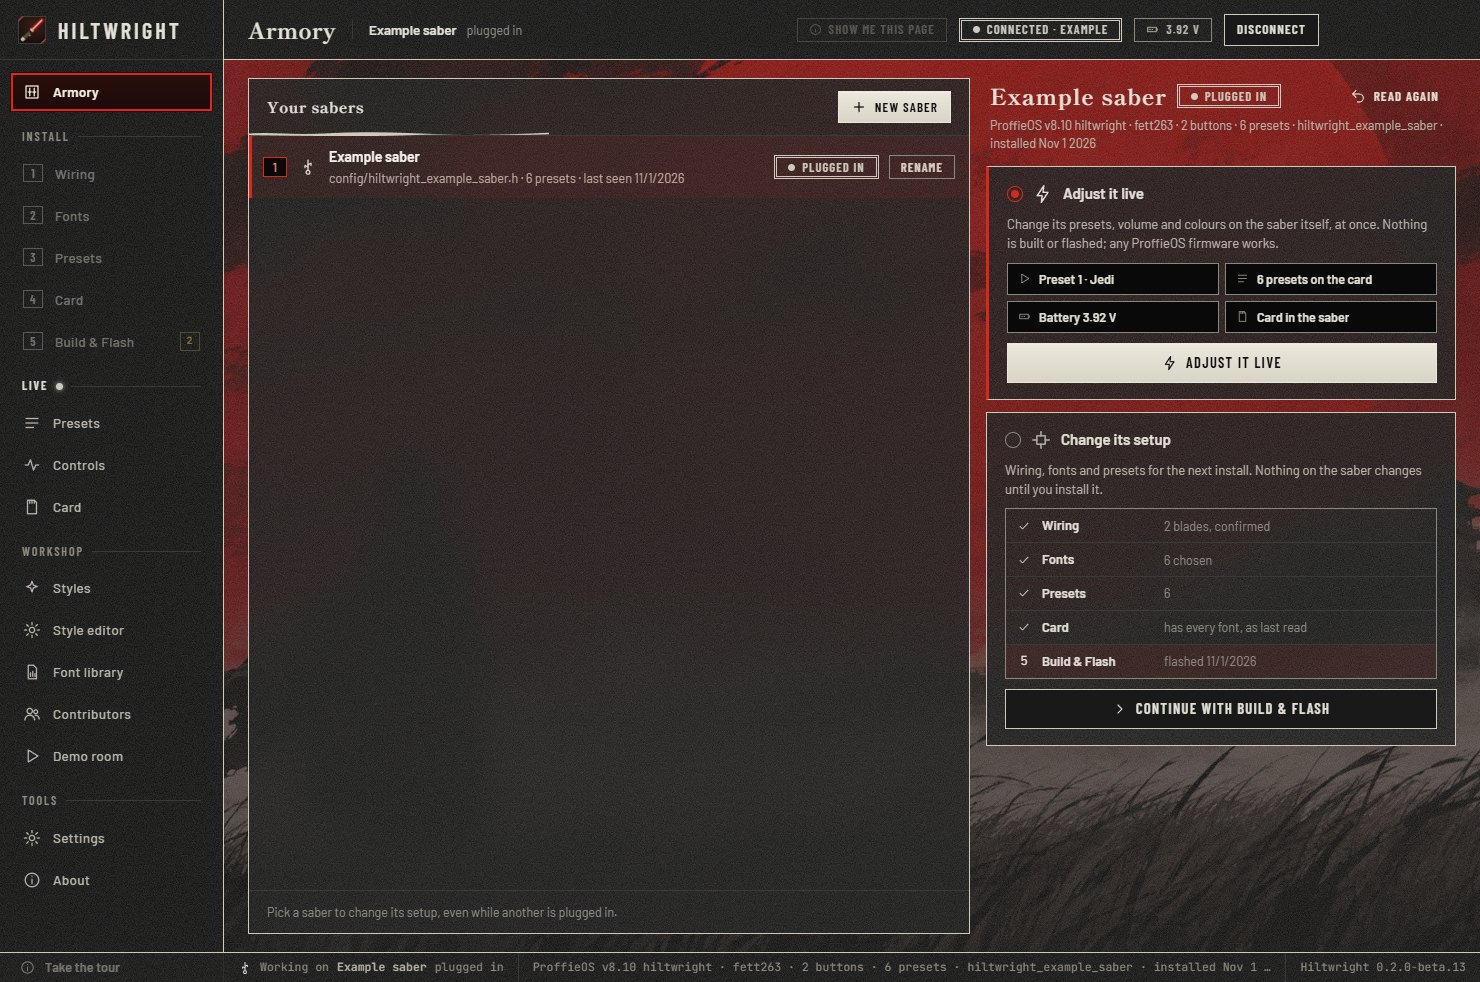 HILTWRIGHT
Armory
Example saber plugged in
SHOW ME THIS PAGE
CONNECTED · EXAMPLE
3.92 V
DISCONNECT
Armory
INSTALL
1 Wiring
2 Fonts
3 Presets
4 Card
5 Build & Flash 2
LIVE
Presets
Controls
Card
WORKSHOP
Styles
Style editor
Font library
Contributors
Demo room
TOOLS
Settings
About
Take the tour
Your sabers
NEW SABER
1 Example saber
config/hiltwright_example_saber.h · 6 presets · last seen 11/1/2026
PLUGGED IN
RENAME
Pick a saber to change its setup, even while another is plugged in.
Example saber
PLUGGED IN
READ AGAIN
ProffieOS v8.10 hiltwright · fett263 · 2 buttons · 6 presets · hiltwright_example_saber ·
installed Nov 1 2026
Adjust it live
Change its presets, volume and colours on the saber itself, at once. Nothing
is built or flashed; any ProffieOS firmware works.
Preset 1 · Jedi
6 presets on the card
Battery 3.92 V
Card in the saber
ADJUST IT LIVE
Change its setup
Wiring, fonts and presets for the next install. Nothing on the saber changes
until you install it.
Wiring 2 blades, confirmed
Fonts 6 chosen
Presets 6
Card has every font, as last read
5 Build & Flash flashed 11/1/2026
CONTINUE WITH BUILD & FLASH
Working on Example saber plugged in
ProffieOS v8.10 hiltwright · fett263 · 2 buttons · 6 presets · hiltwright_example_saber · installed Nov 1 …
Hiltwright 0.2.0-beta.13